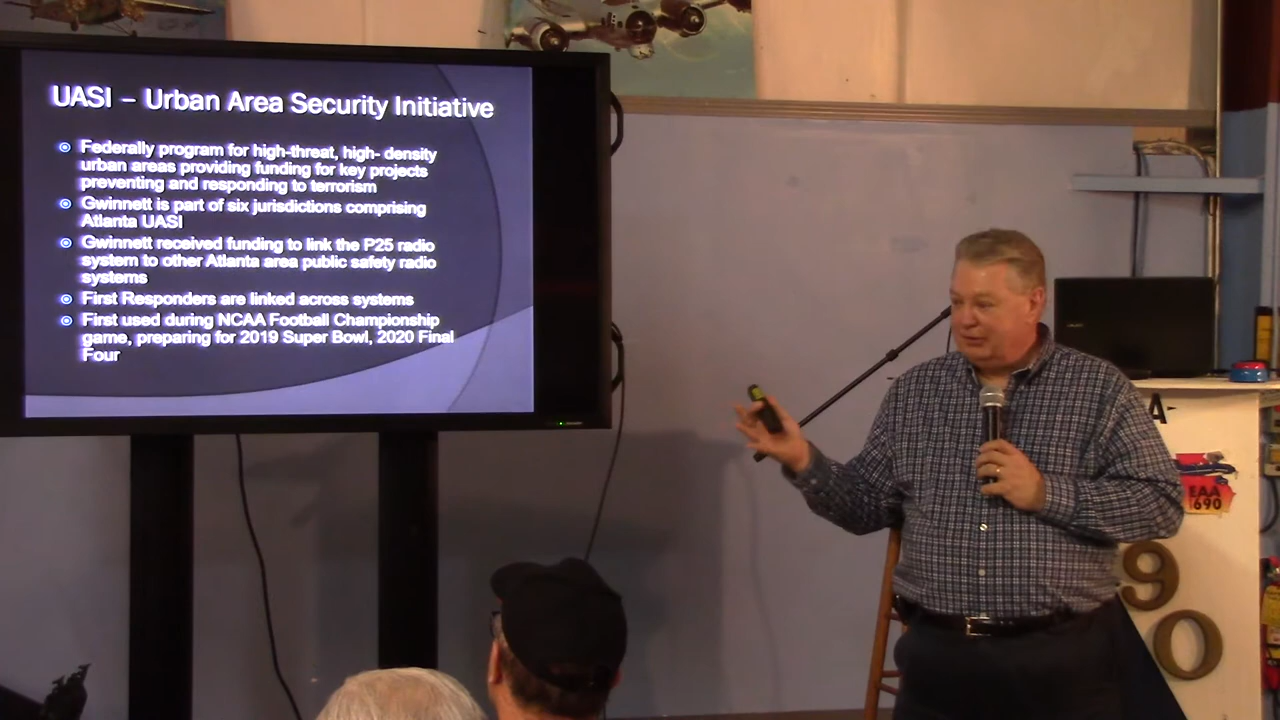 UASI – Urban Area Security Initiative
Federally program for high-threat, high- density
urban areas providing funding for key projects
preventing and responding to terrorism
Gwinnett is part of six jurisdictions comprising
Atlanta UASI
Gwinnett received funding to link the P25 radio
system to other Atlanta area public safety radio
systems
First Responders are linked across systems
First used during NCAA Football Championship
game, preparing for 2019 Super Bowl, 2020 Final
Four
A
EAA
690
9
0